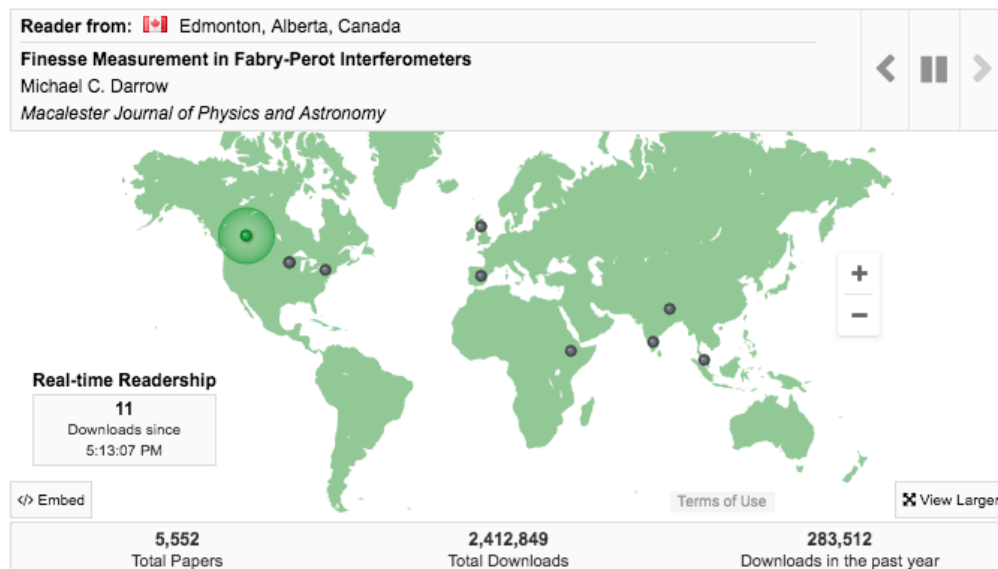 Reader from: Edmonton, Alberta, Canada
Finesse Measurement in Fabry-Perot Interferometers
Michael C. Darrow
Macalester Journal of Physics and Astronomy
+
−
Real-time Readership
11
Downloads since
5:13:07 PM
</> Embed
Terms of Use
View Larger
5,552
Total Papers
2,412,849
Total Downloads
283,512
Downloads in the past year